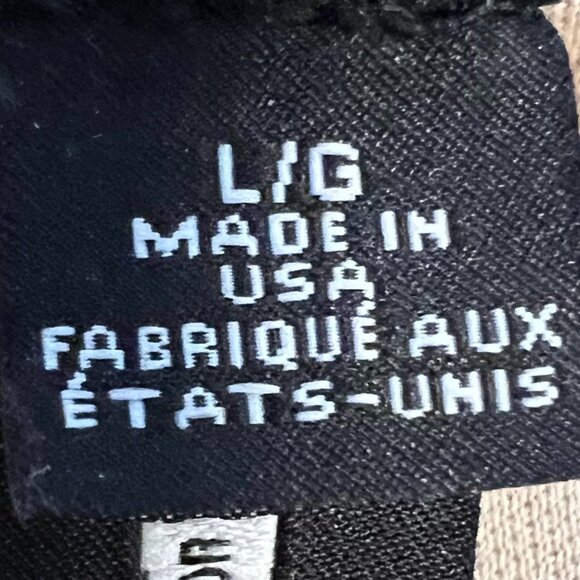 L/G
MADE IN
USA
FABRIQUÉ AUX
ÉTATS-UNIS